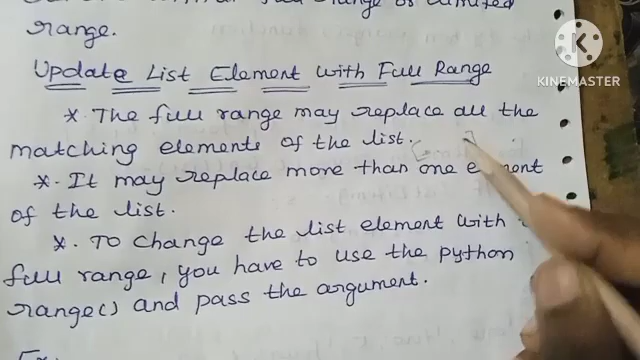 range.
Update List Element with Full Range
* The full range may replace all the
matching elements of the list.
* It may replace more than one element
of the list.
* To change the list element with
full range, you have to use the python
range() and pass the argument.
KINEMASTER